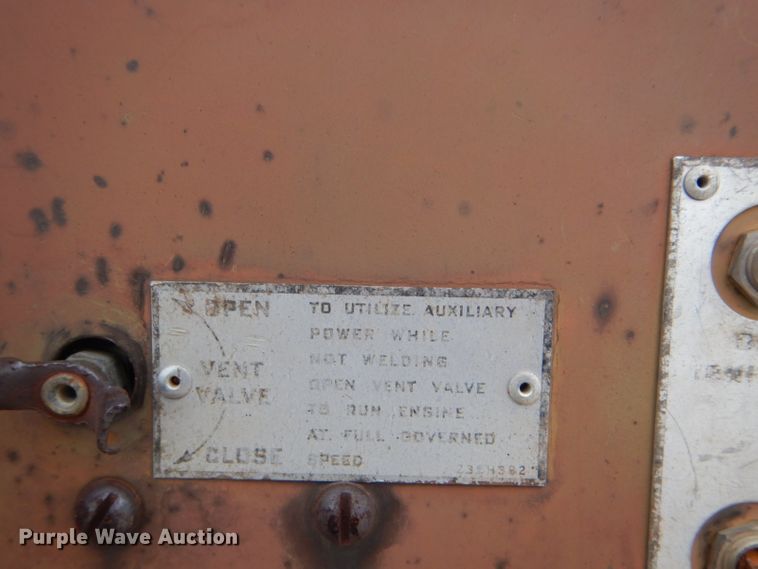 OPEN
VENT
VALVE
CLOSE
TO UTILIZE AUXILIARY
POWER WHILE
NOT WELDING
OPEN VENT VALVE
TO RUN ENGINE
AT FULL GOVERNED
SPEED
Purple Wave Auction